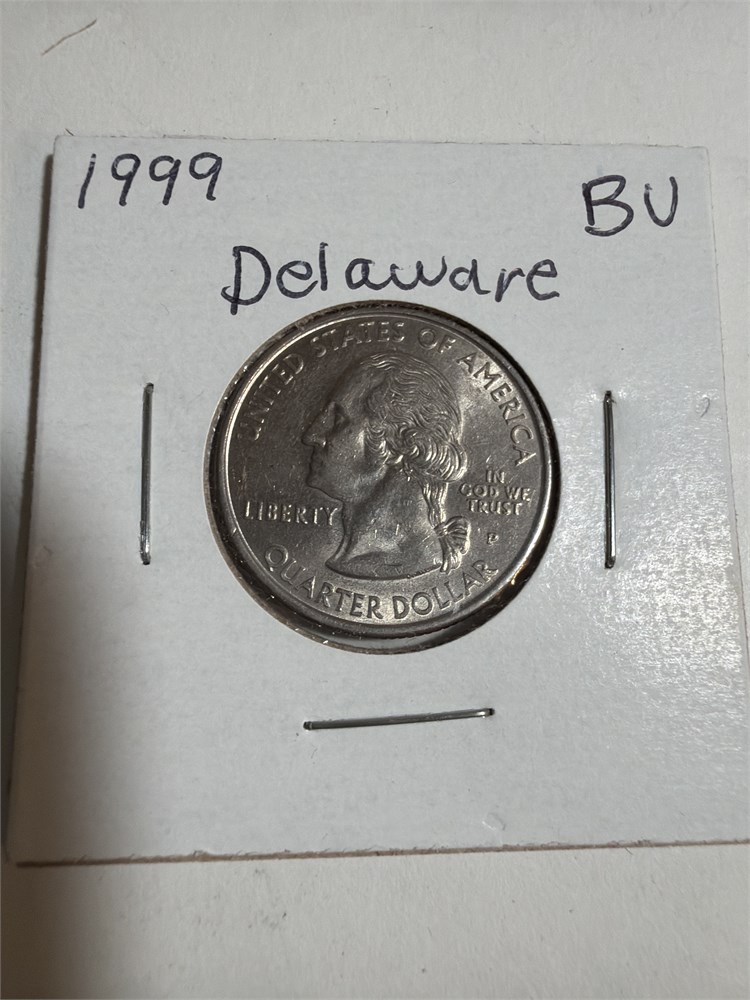 1999
BU
Delaware
UNITED STATES OF AMERICA
LIBERTY
IN
GOD WE
TRUST
P
QUARTER DOLLAR